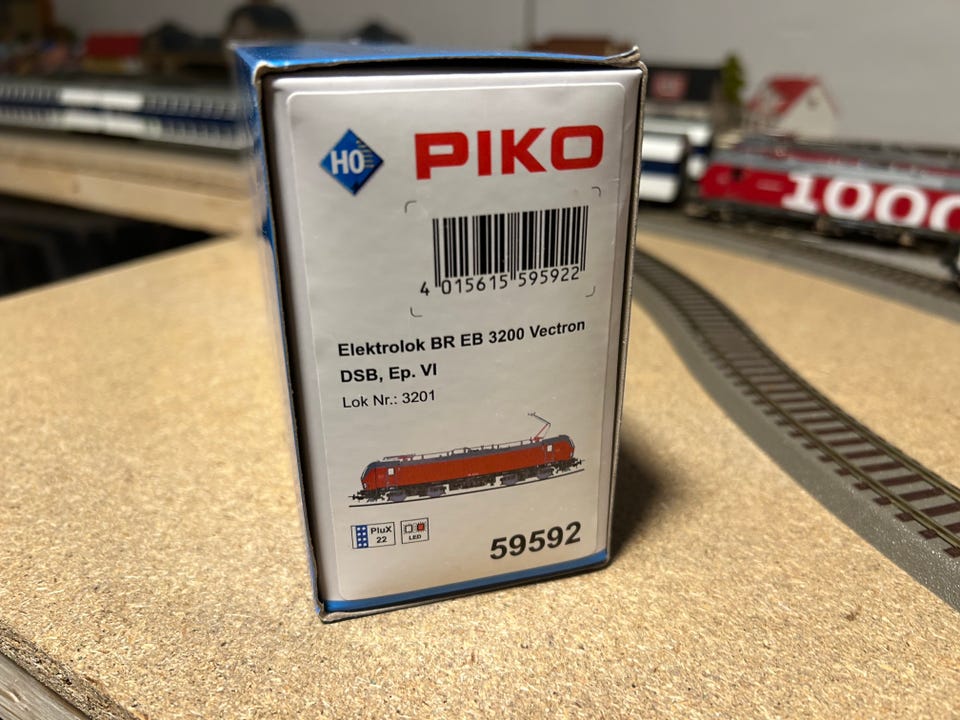 H0
PIKO
4 015615 595922
Elektrolok BR EB 3200 Vectron
DSB, Ep. VI
Lok Nr.: 3201
PluX
22
LED
59592
1000